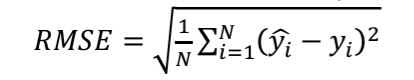 RMSE = √(1/N ∑_{i=1}^{N} (ŷ_i − y_i)²)